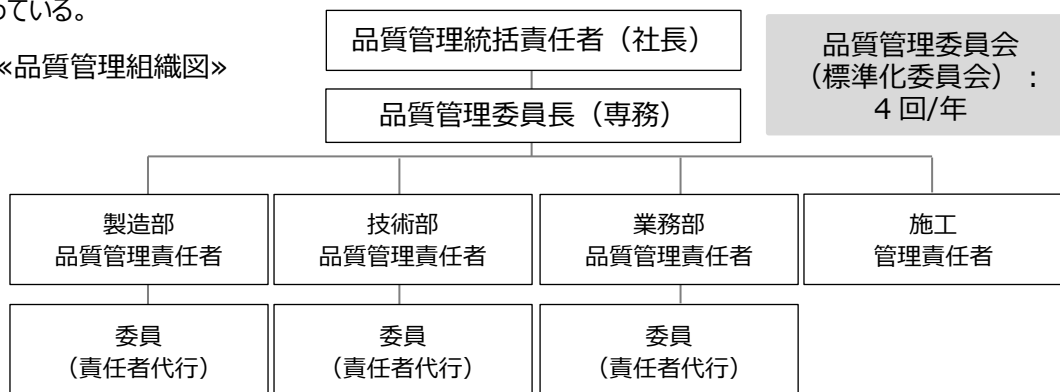 っている。
≪品質管理組織図≫
品質管理統括責任者（社長）
品質管理委員会
（標準化委員会）：
４回/年
品質管理委員長（専務）
製造部
品質管理責任者
技術部
品質管理責任者
業務部
品質管理責任者
施工
管理責任者
委員
（責任者代行）
委員
（責任者代行）
委員
（責任者代行）